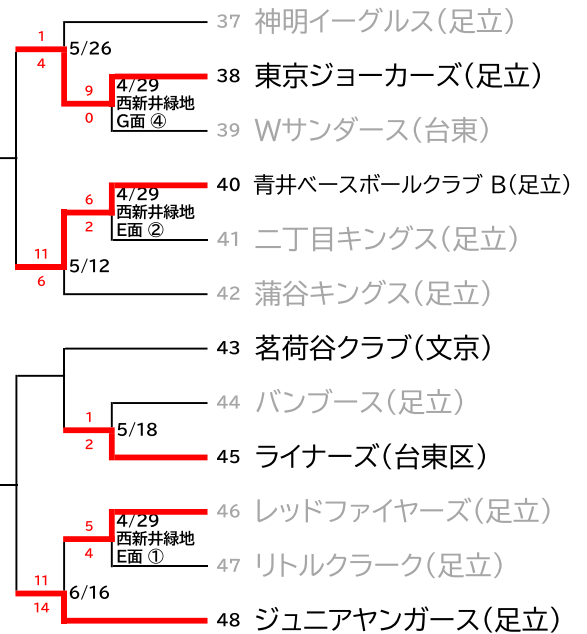 37 神明イーグルス(足立)
1
5/26
4
38 東京ジョーカーズ(足立)
9
4/29
西新井緑地
0
G面 ④
39 Wサンダース(台東)
40 青井ベースボールクラブ B(足立)
6
4/29
西新井緑地
2
E面 ②
41 二丁目キングス(足立)
11
5/12
6
42 蒲谷キングス(足立)
43 茗荷谷クラブ(文京)
44 バンブース(足立)
1
5/18
2
45 ライナーズ(台東区)
46 レッドファイヤーズ(足立)
5
4/29
西新井緑地
4
E面 ①
47 リトルクラーク(足立)
11
6/16
14
48 ジュニアヤンガース(足立)